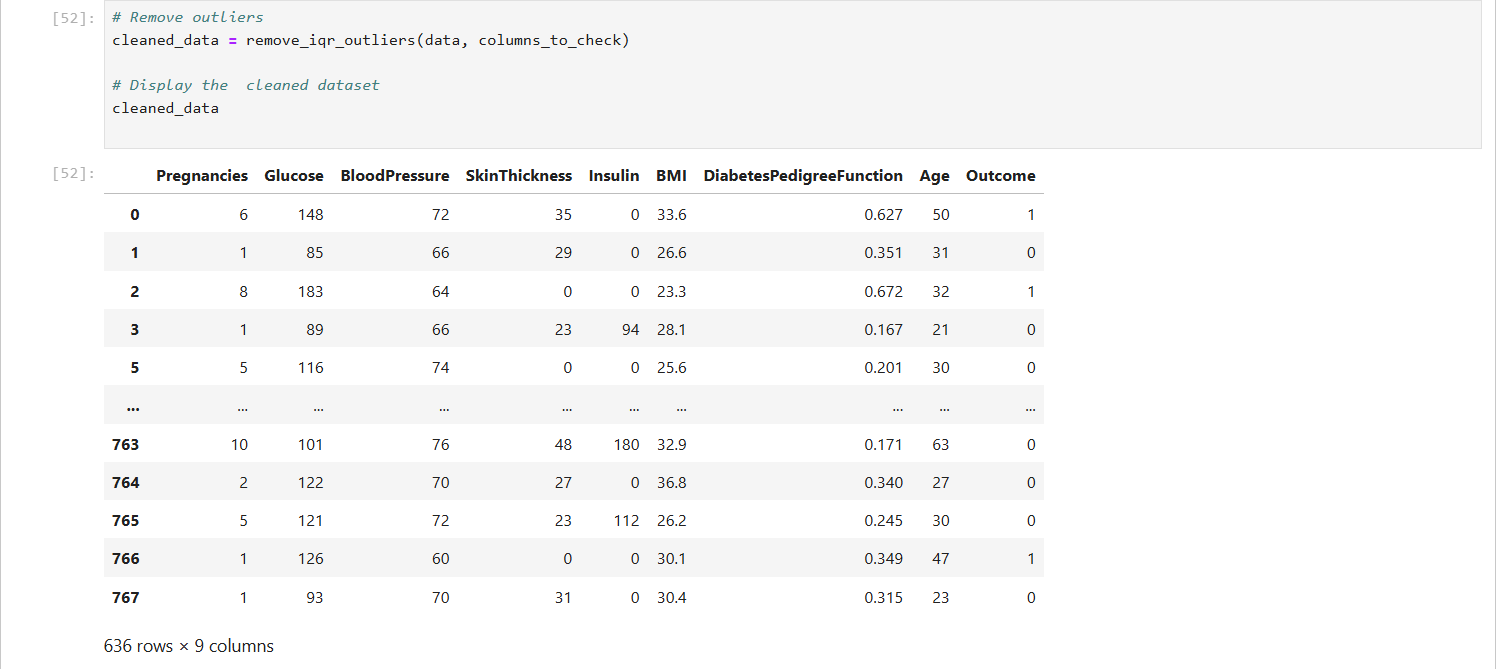 [52]: # Remove outliers
cleaned_data = remove_iqr_outliers(data, columns_to_check)
# Display the  cleaned dataset
cleaned_data
[52]: Pregnancies Glucose BloodPressure SkinThickness Insulin BMI DiabetesPedigreeFunction Age Outcome
0 6 148 72 35 0 33.6 0.627 50 1
1 1 85 66 29 0 26.6 0.351 31 0
2 8 183 64 0 0 23.3 0.672 32 1
3 1 89 66 23 94 28.1 0.167 21 0
5 5 116 74 0 0 25.6 0.201 30 0
... ... ... ... ... ... ... ... ... ...
763 10 101 76 48 180 32.9 0.171 63 0
764 2 122 70 27 0 36.8 0.340 27 0
765 5 121 72 23 112 26.2 0.245 30 0
766 1 126 60 0 0 30.1 0.349 47 1
767 1 93 70 31 0 30.4 0.315 23 0
636 rows × 9 columns